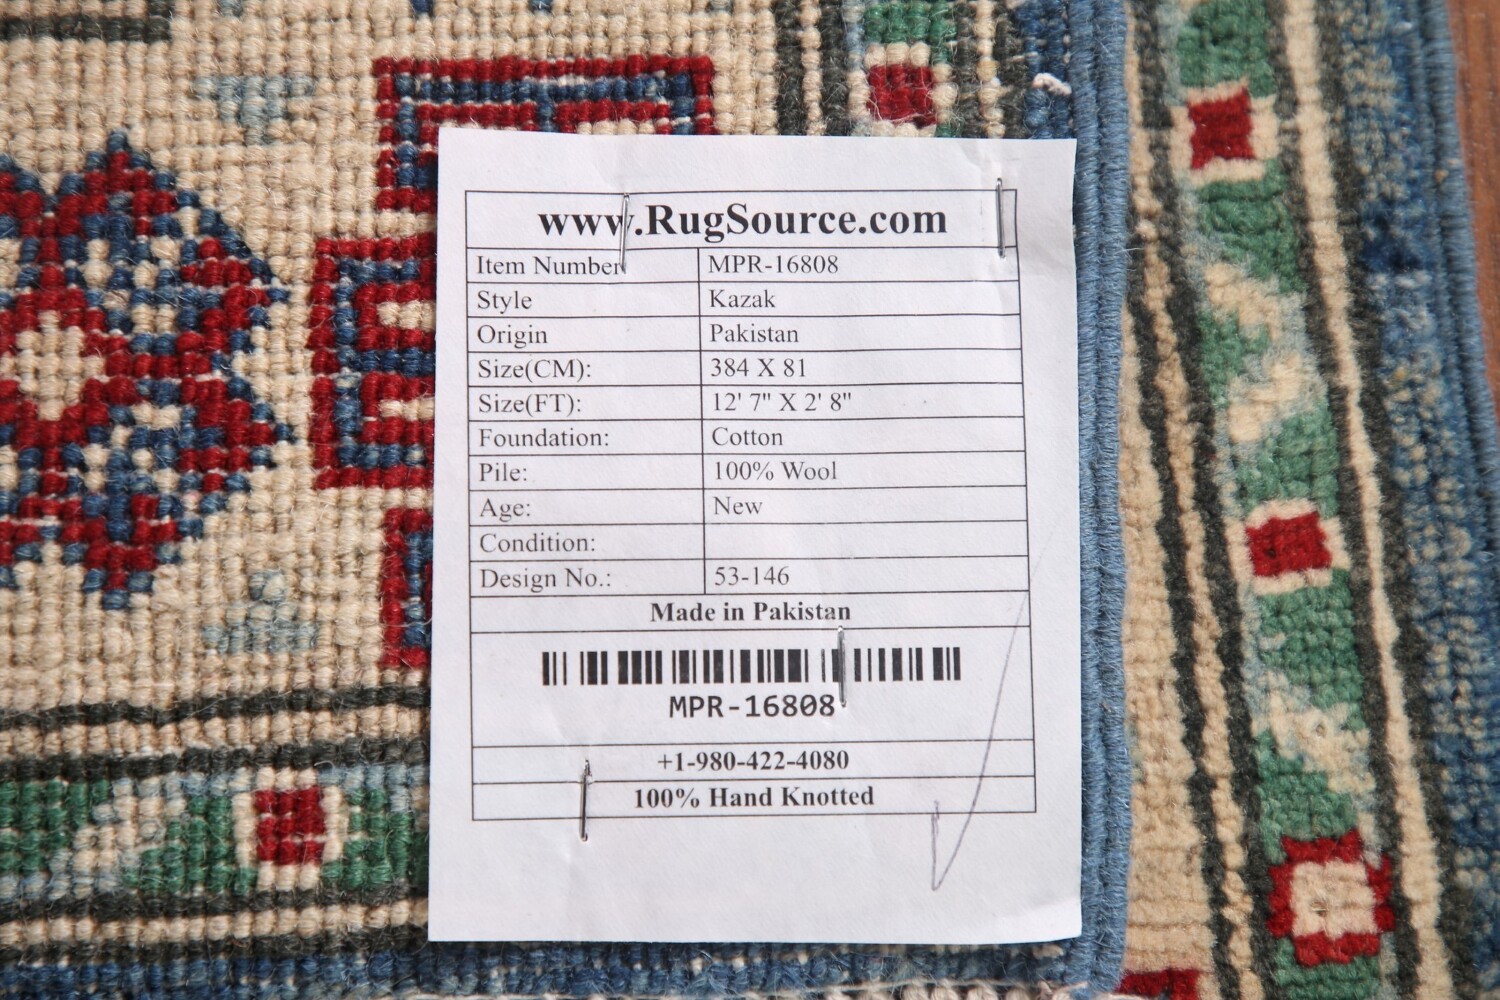 www.RugSource.com
Item Number MPR-16808
Style Kazak
Origin Pakistan
Size(CM): 384 X 81
Size(FT): 12' 7" X 2' 8"
Foundation: Cotton
Pile: 100% Wool
Age: New
Condition:
Design No.: 53-146
Made in Pakistan
MPR-16808
+1-980-422-4080
100% Hand Knotted